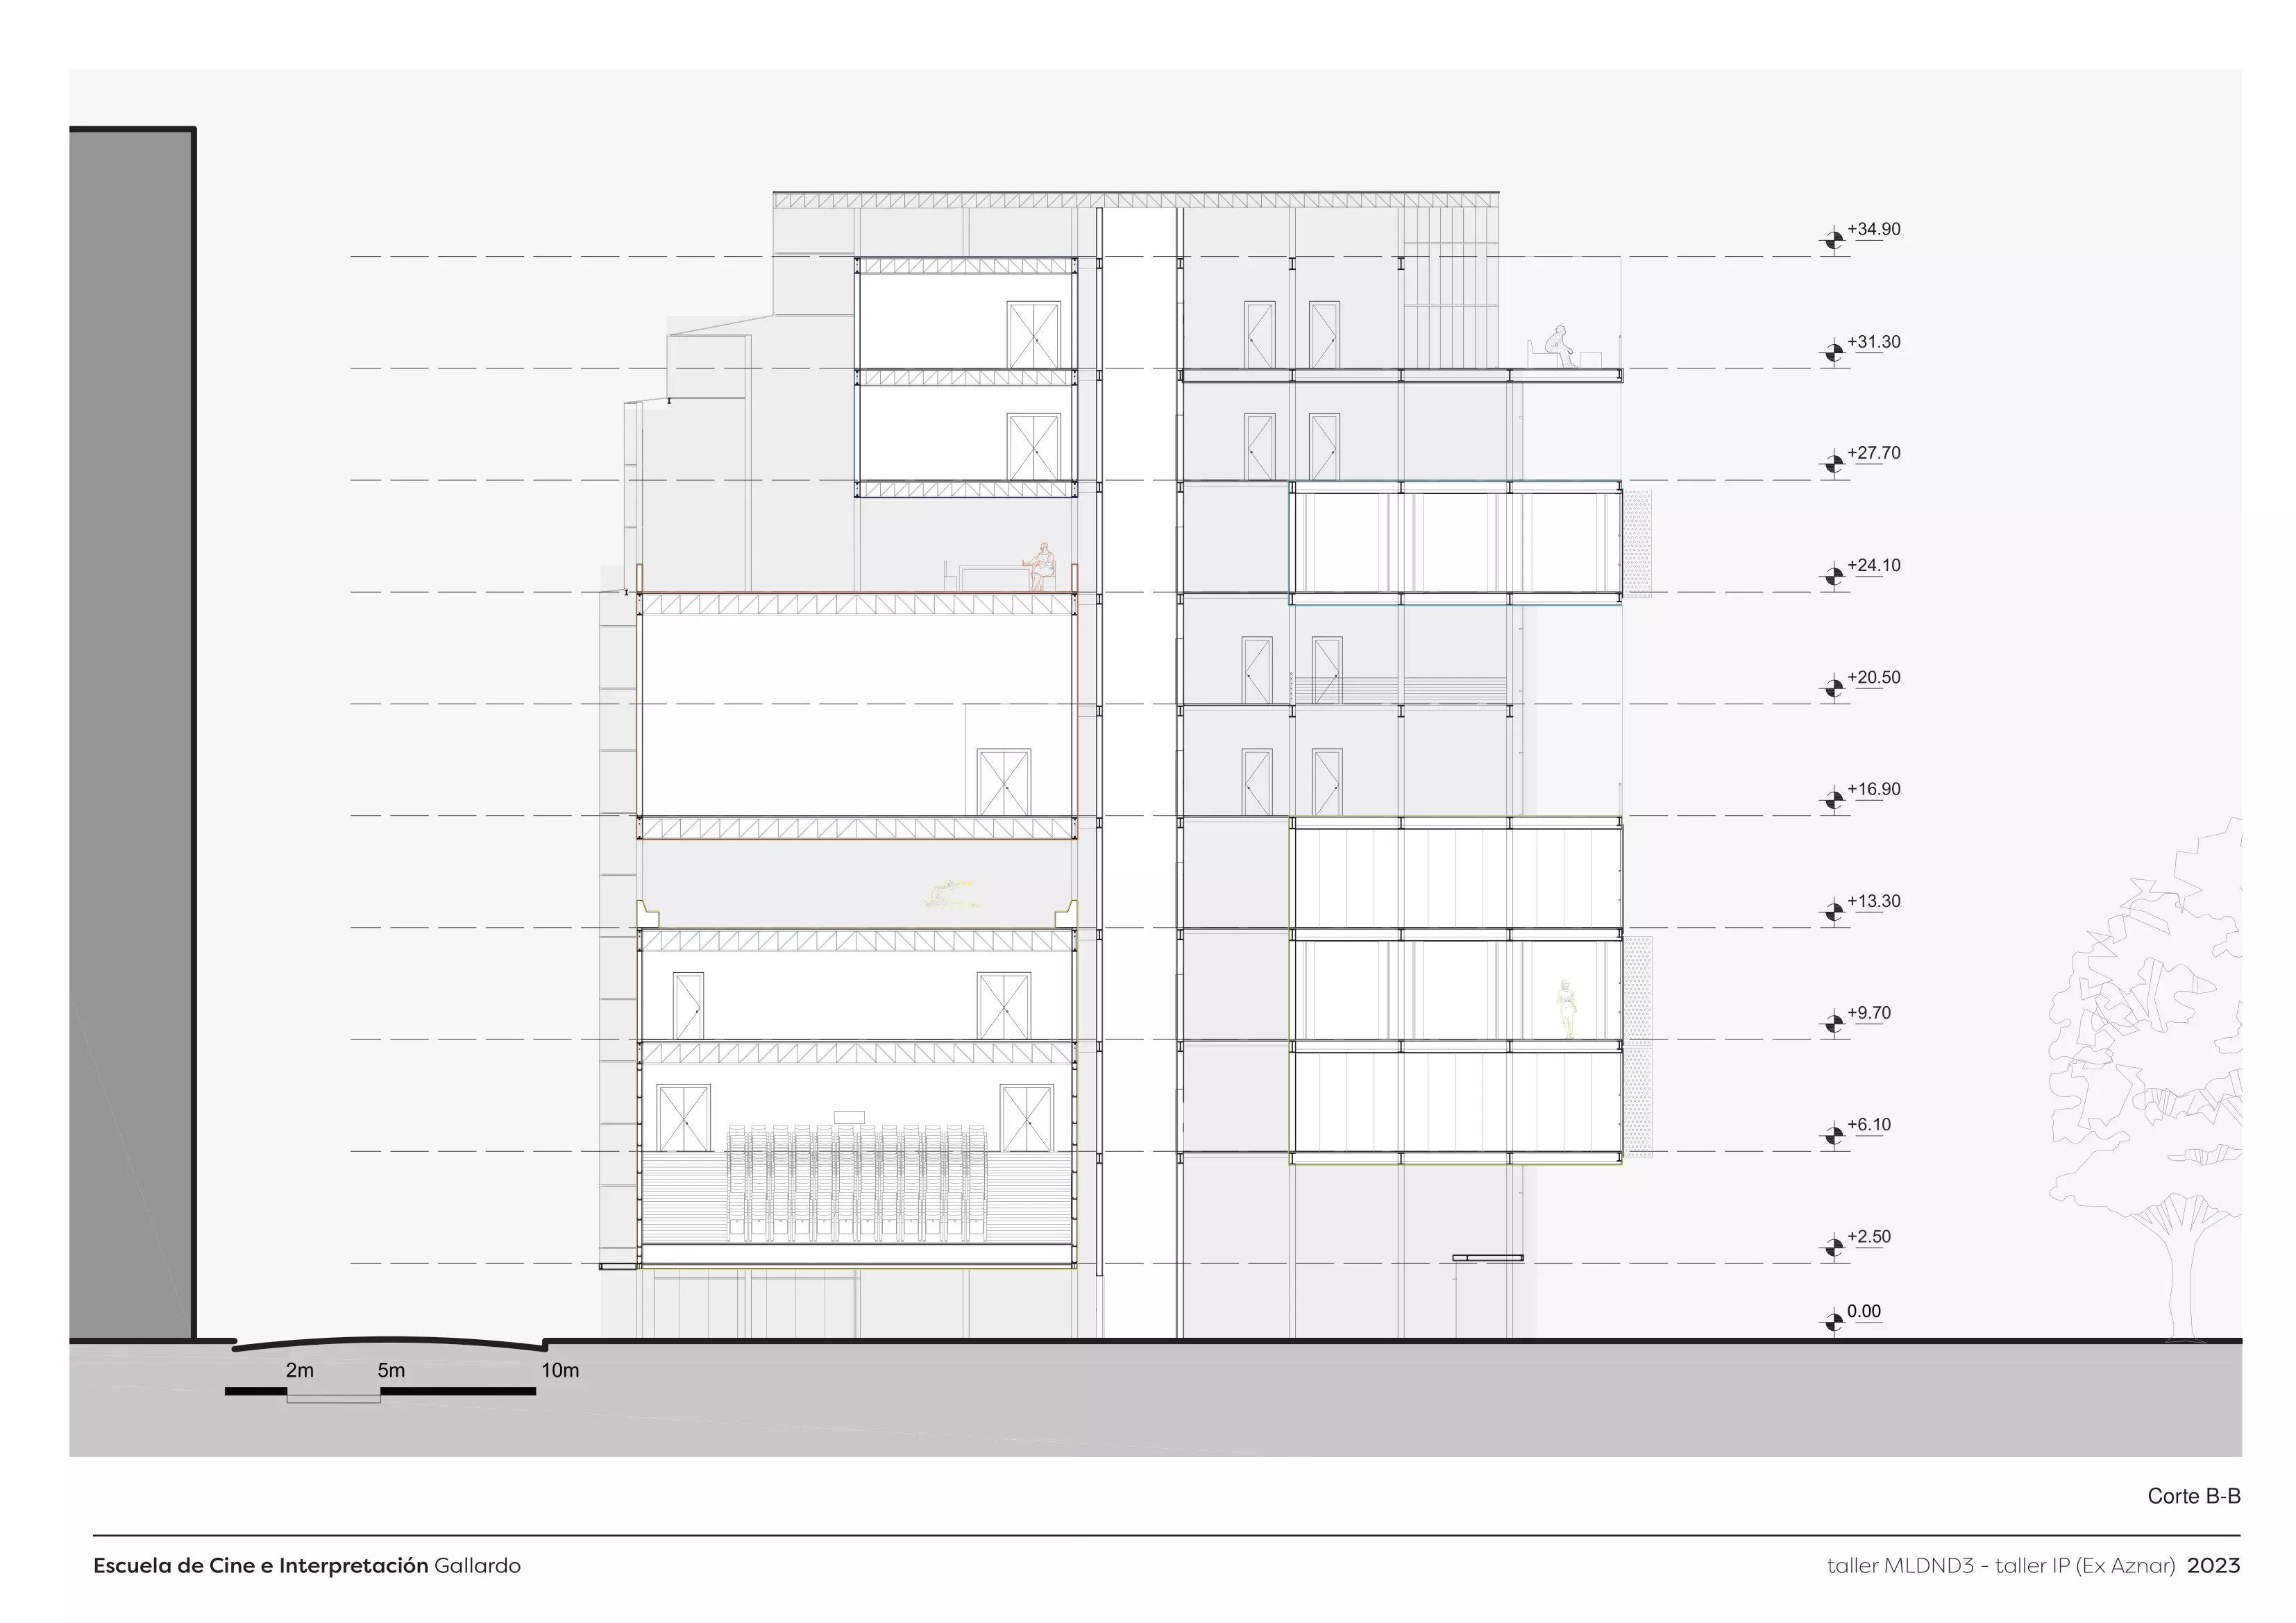 +34.90
+31.30
+27.70
+24.10
+20.50
+16.90
+13.30
+9.70
+6.10
+2.50
0.00
2m 5m 10m
Corte B-B
Escuela de Cine e Interpretación Gallardo
taller MLDND3 - taller IP (Ex Aznar) 2023